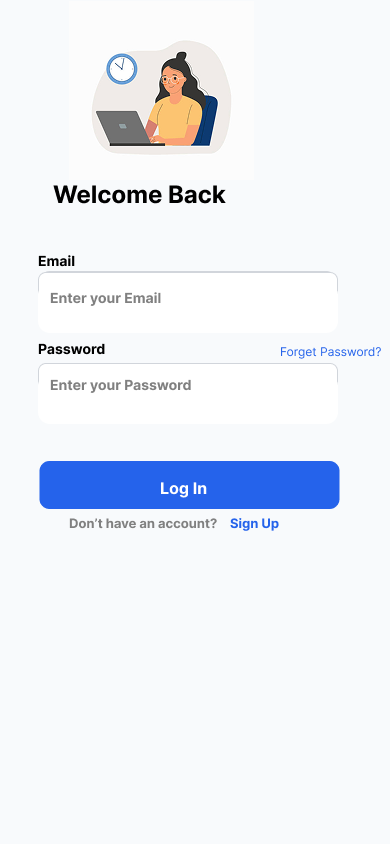 Welcome Back
Email
Enter your Email
Password
Forget Password?
Enter your Password
Log In
Don’t have an account? Sign Up